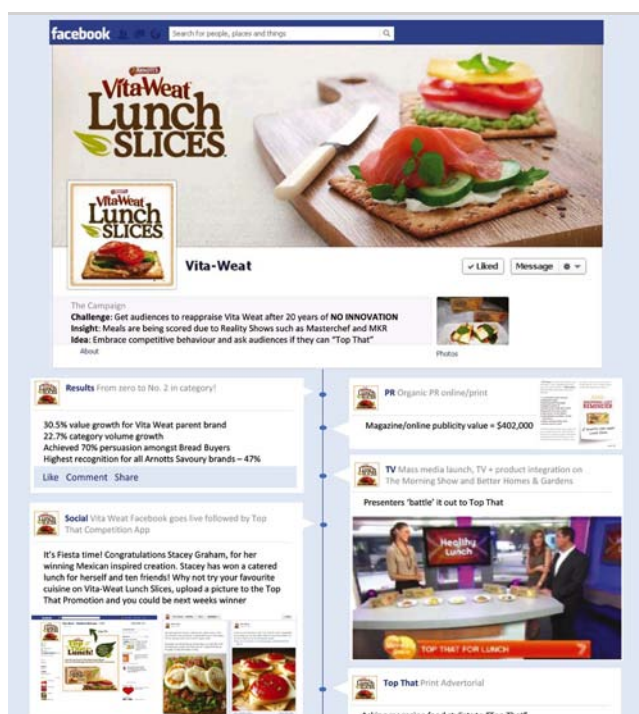 facebook
Search for people, places and things
Vita-Weat
Lunch
SLICES
Vita-Weat
Lunch
SLICES
Vita-Weat
Liked
Message
The Campaign
Challenge: Get audiences to reappraise Vita Weat after 20 years of NO INNOVATION
Insight: Meals are being scored due to Reality Shows such as Masterchef and MKR
Idea: Embrace competitive behaviour and ask audiences if they can "Top That"
About
Photos
Results From zero to No. 2 in category!
30.5% value growth for Vita Weat parent brand
22.7% category volume growth
Achieved 70% persuasion amongst Bread Buyers
Highest recognition for all Arnotts Savoury brands – 47%
Like Comment Share
PR Organic PR online/print
Magazine/online publicity value = $402,000
REMINDER
TV Mass media launch, TV + product integration on
The Morning Show and Better Homes & Gardens
Presenters 'battle' it out to Top That
Healthy
Lunch
TOP THAT FOR LUNCH
Social Vita Weat Facebook goes live followed by Top
That Competition App
It's Fiesta time! Congratulations Stacey Graham, for her
winning Mexican inspired creation. Stacey has won a catered
lunch for herself and ten friends! Why not try your favourite
cuisine on Vita-Weat Lunch Slices, upload a picture to the Top
That Promotion and you could be next weeks winner
Lunch!
Top That Print Advertorial